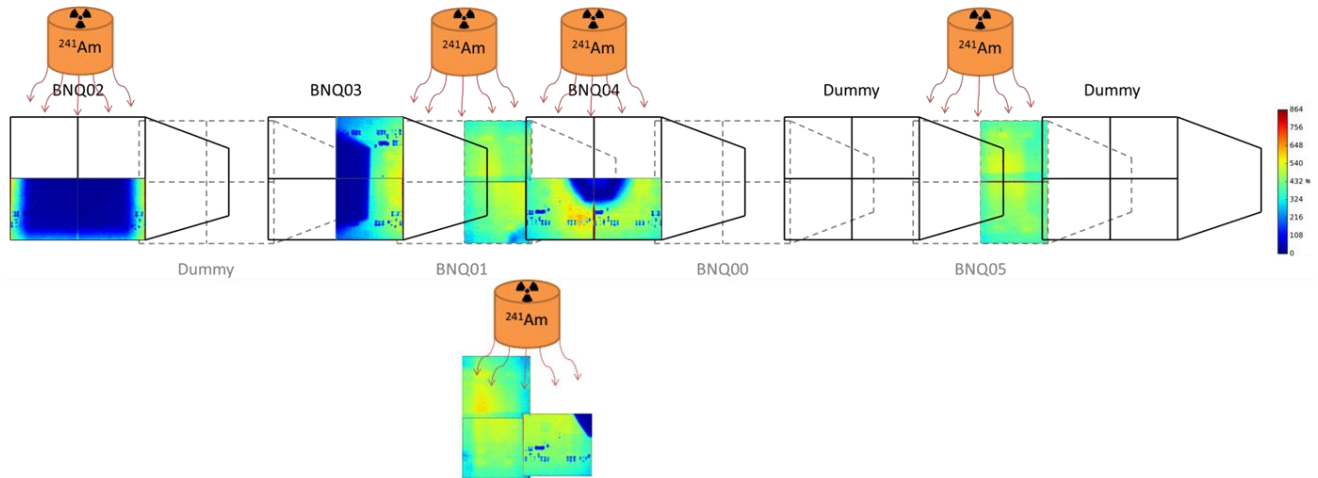 ²⁴¹Am
²⁴¹Am
²⁴¹Am
²⁴¹Am
BNQ02
BNQ03
BNQ04
Dummy
Dummy
864
756
648
540
432
324
216
108
0
#
Dummy
BNQ01
BNQ00
BNQ05
²⁴¹Am